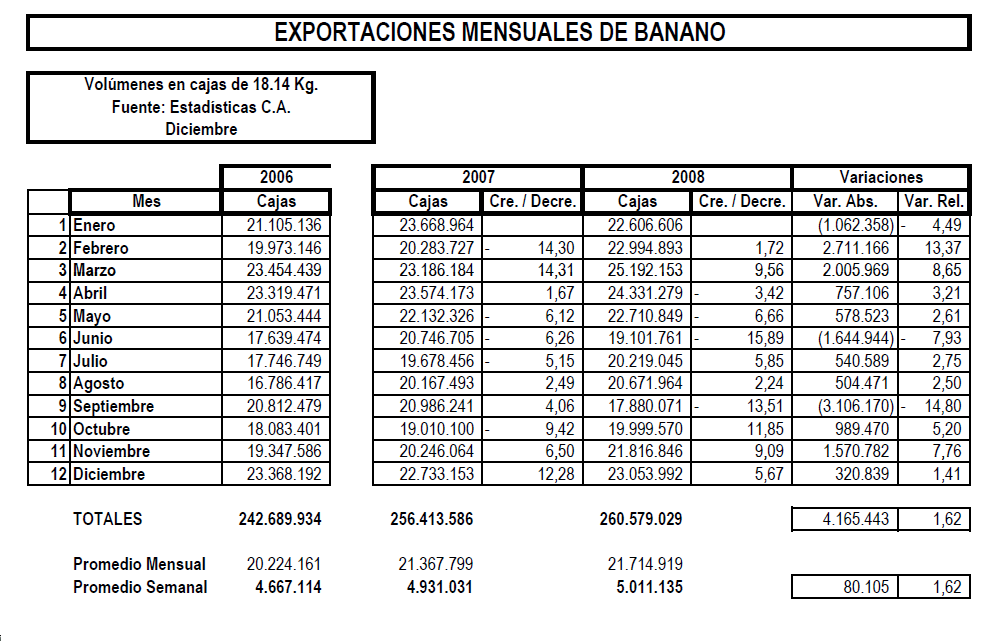 EXPORTACIONES MENSUALES DE BANANO
Volúmenes en cajas de 18.14 Kg.
Fuente: Estadísticas C.A.
Diciembre
2006 2007 2008 Variaciones
Mes Cajas Cajas Cre. / Decre. Cajas Cre. / Decre. Var. Abs. Var. Rel.
1 Enero 21.105.136 23.668.964 22.606.606 (1.062.358) - 4,49
2 Febrero 19.973.146 20.283.727 - 14,30 22.994.893 1,72 2.711.166 13,37
3 Marzo 23.454.439 23.186.184 14,31 25.192.153 9,56 2.005.969 8,65
4 Abril 23.319.471 23.574.173 1,67 24.331.279 - 3,42 757.106 3,21
5 Mayo 21.053.444 22.132.326 - 6,12 22.710.849 - 6,66 578.523 2,61
6 Junio 17.639.474 20.746.705 - 6,26 19.101.761 - 15,89 (1.644.944) - 7,93
7 Julio 17.746.749 19.678.456 - 5,15 20.219.045 5,85 540.589 2,75
8 Agosto 16.786.417 20.167.493 2,49 20.671.964 2,24 504.471 2,50
9 Septiembre 20.812.479 20.986.241 4,06 17.880.071 - 13,51 (3.106.170) - 14,80
10 Octubre 18.083.401 19.010.100 - 9,42 19.999.570 11,85 989.470 5,20
11 Noviembre 19.347.586 20.246.064 6,50 21.816.846 9,09 1.570.782 7,76
12 Diciembre 23.368.192 22.733.153 12,28 23.053.992 5,67 320.839 1,41
TOTALES 242.689.934 256.413.586 260.579.029 4.165.443 1,62
Promedio Mensual 20.224.161 21.367.799 21.714.919
Promedio Semanal 4.667.114 4.931.031 5.011.135 80.105 1,62